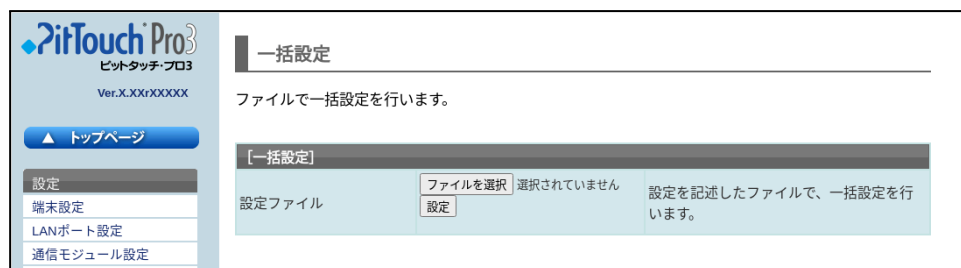 PitTouch Pro3
ピットタッチ・プロ3
Ver.X.XXrXXXXX
▲ トップページ
設定
端末設定
LANポート設定
通信モジュール設定
一括設定
ファイルで一括設定を行います。
[一括設定]
設定ファイル
ファイルを選択 選択されていません
設定
設定を記述したファイルで、一括設定を行
います。